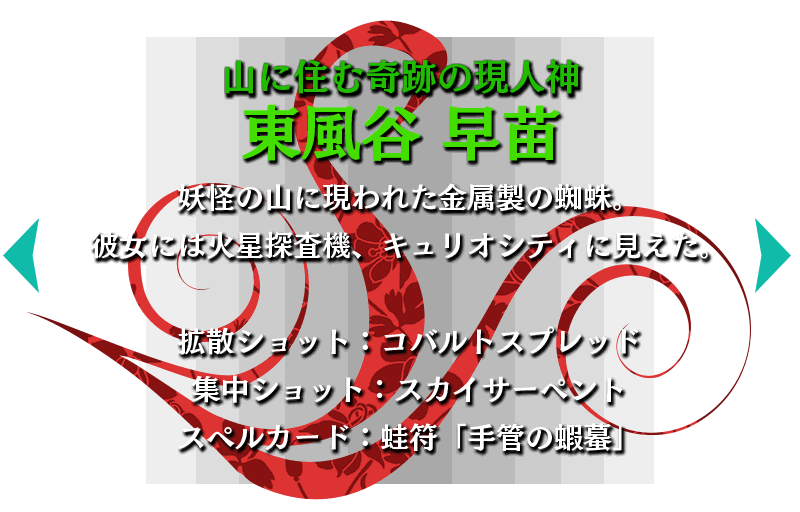 山に住む奇跡の現人神
東風谷 早苗
妖怪の山に現われた金属製の蜘蛛。
彼女には火星探査機、キュリオシティに見えた。
拡散ショット：コバルトスプレッド
集中ショット：スカイサーペント
スペルカード：蛙符「手管の蝦蟇」